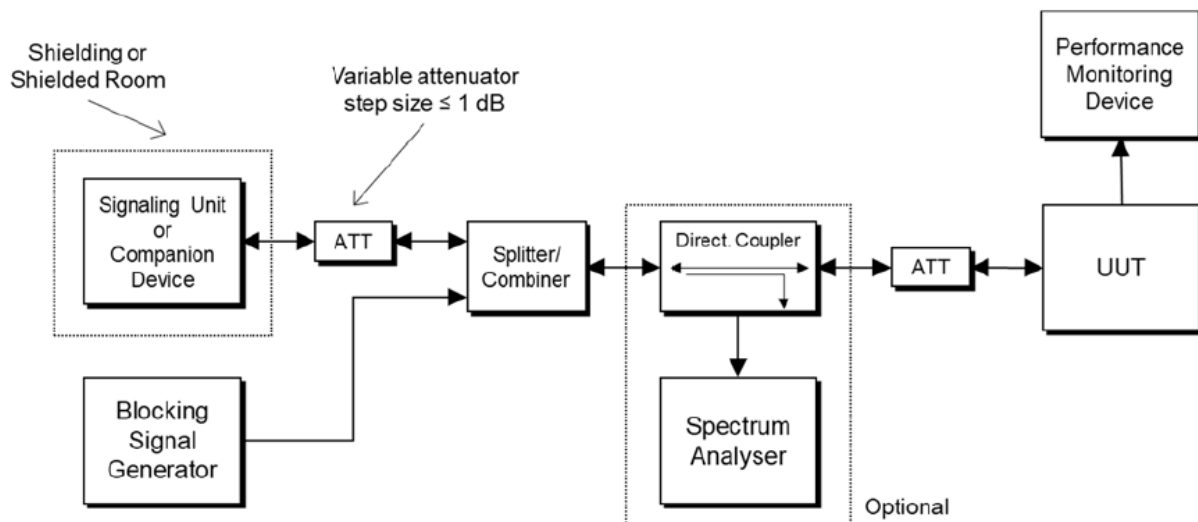 Shielding or
Shielded Room
Variable attenuator
step size ≤ 1 dB
Performance
Monitoring
Device
Signaling Unit
or
Companion
Device
ATT
Splitter/
Combiner
Direct. Coupler
ATT
UUT
Blocking
Signal
Generator
Spectrum
Analyser
Optional